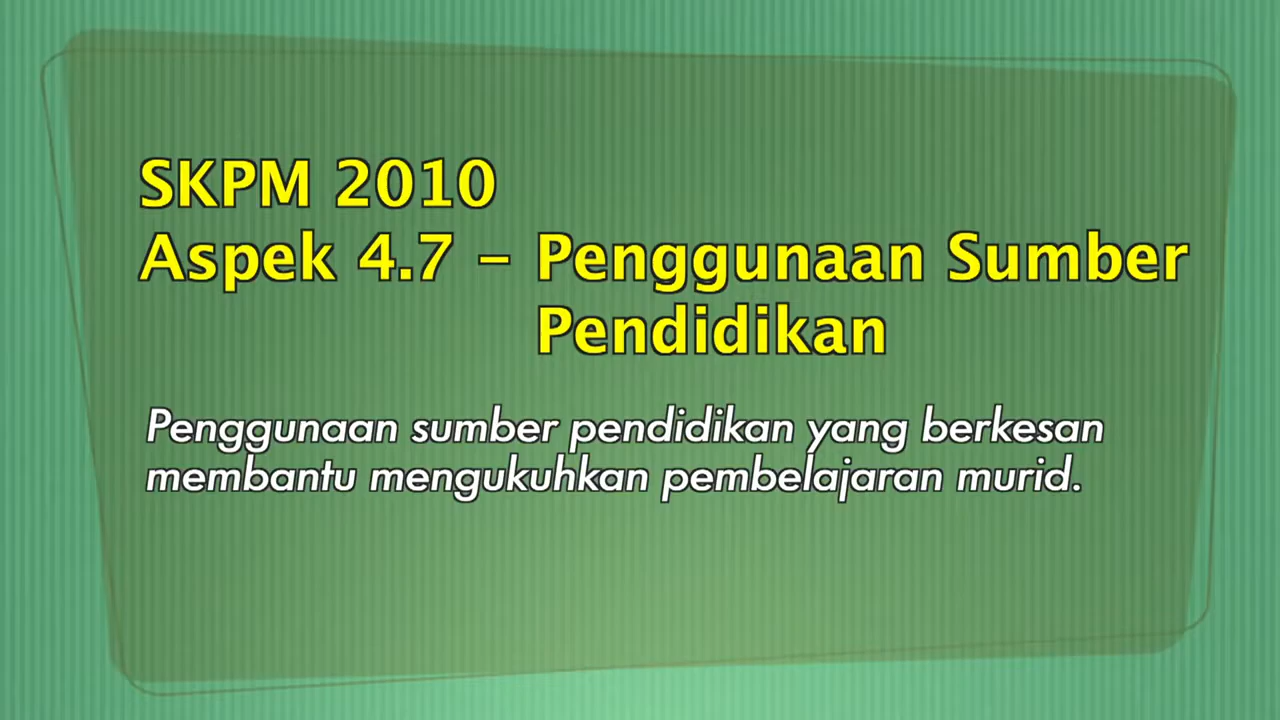 SKPM 2010
Aspek 4.7 – Penggunaan Sumber
Pendidikan
Penggunaan sumber pendidikan yang berkesan
membantu mengukuhkan pembelajaran murid.